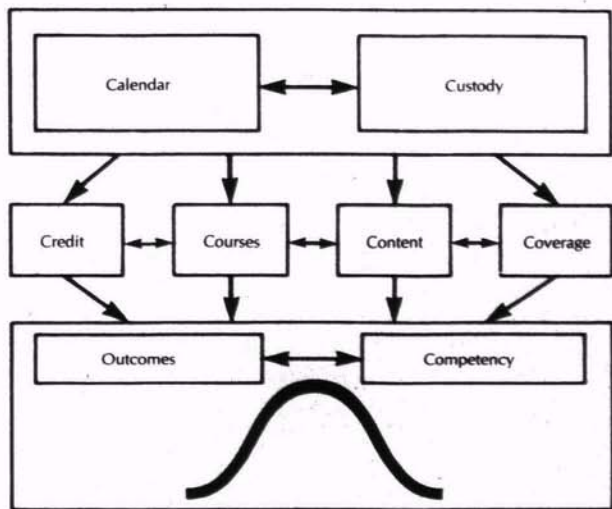 Calendar
Custody
Credit
Courses
Content
Coverage
Outcomes
Competency